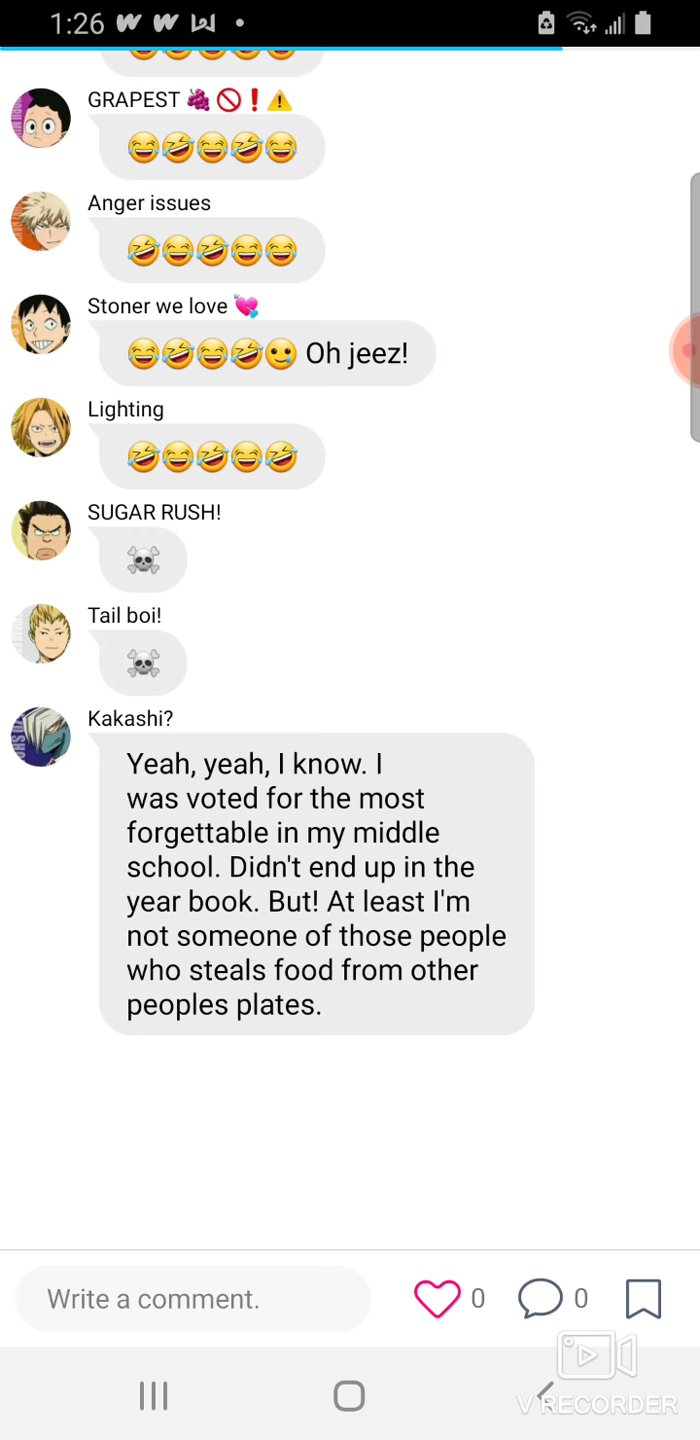 1:26
GRAPEST 🍇🚫❗⚠️
😂🤣😂🤣😂
Anger issues
🤣😂🤣😂😂
Stoner we love 💘
😂🤣😂🤣🥲 Oh jeez!
Lighting
🤣😂🤣😂🤣
SUGAR RUSH!
☠️
Tail boi!
☠️
Kakashi?
Yeah, yeah, I know. I
was voted for the most
forgettable in my middle
school. Didn't end up in the
year book. But! At least I'm
not someone of those people
who steals food from other
peoples plates.
Write a comment.
0
0
V RECORDER